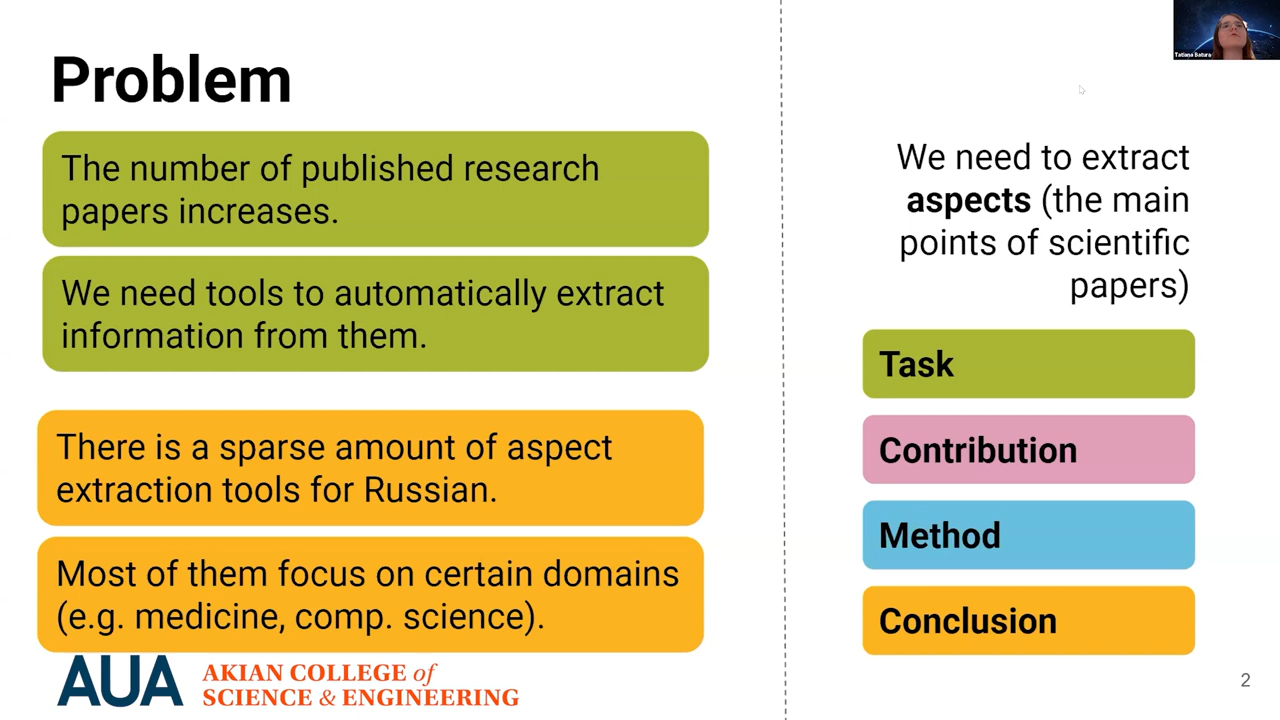 Problem
The number of published research
papers increases.
We need tools to automatically extract
information from them.
There is a sparse amount of aspect
extraction tools for Russian.
Most of them focus on certain domains
(e.g. medicine, comp. science).
AUA
AKIAN COLLEGE of
SCIENCE & ENGINEERING
Tatiana Batura
We need to extract
aspects (the main
points of scientific
papers)
Task
Contribution
Method
Conclusion
2